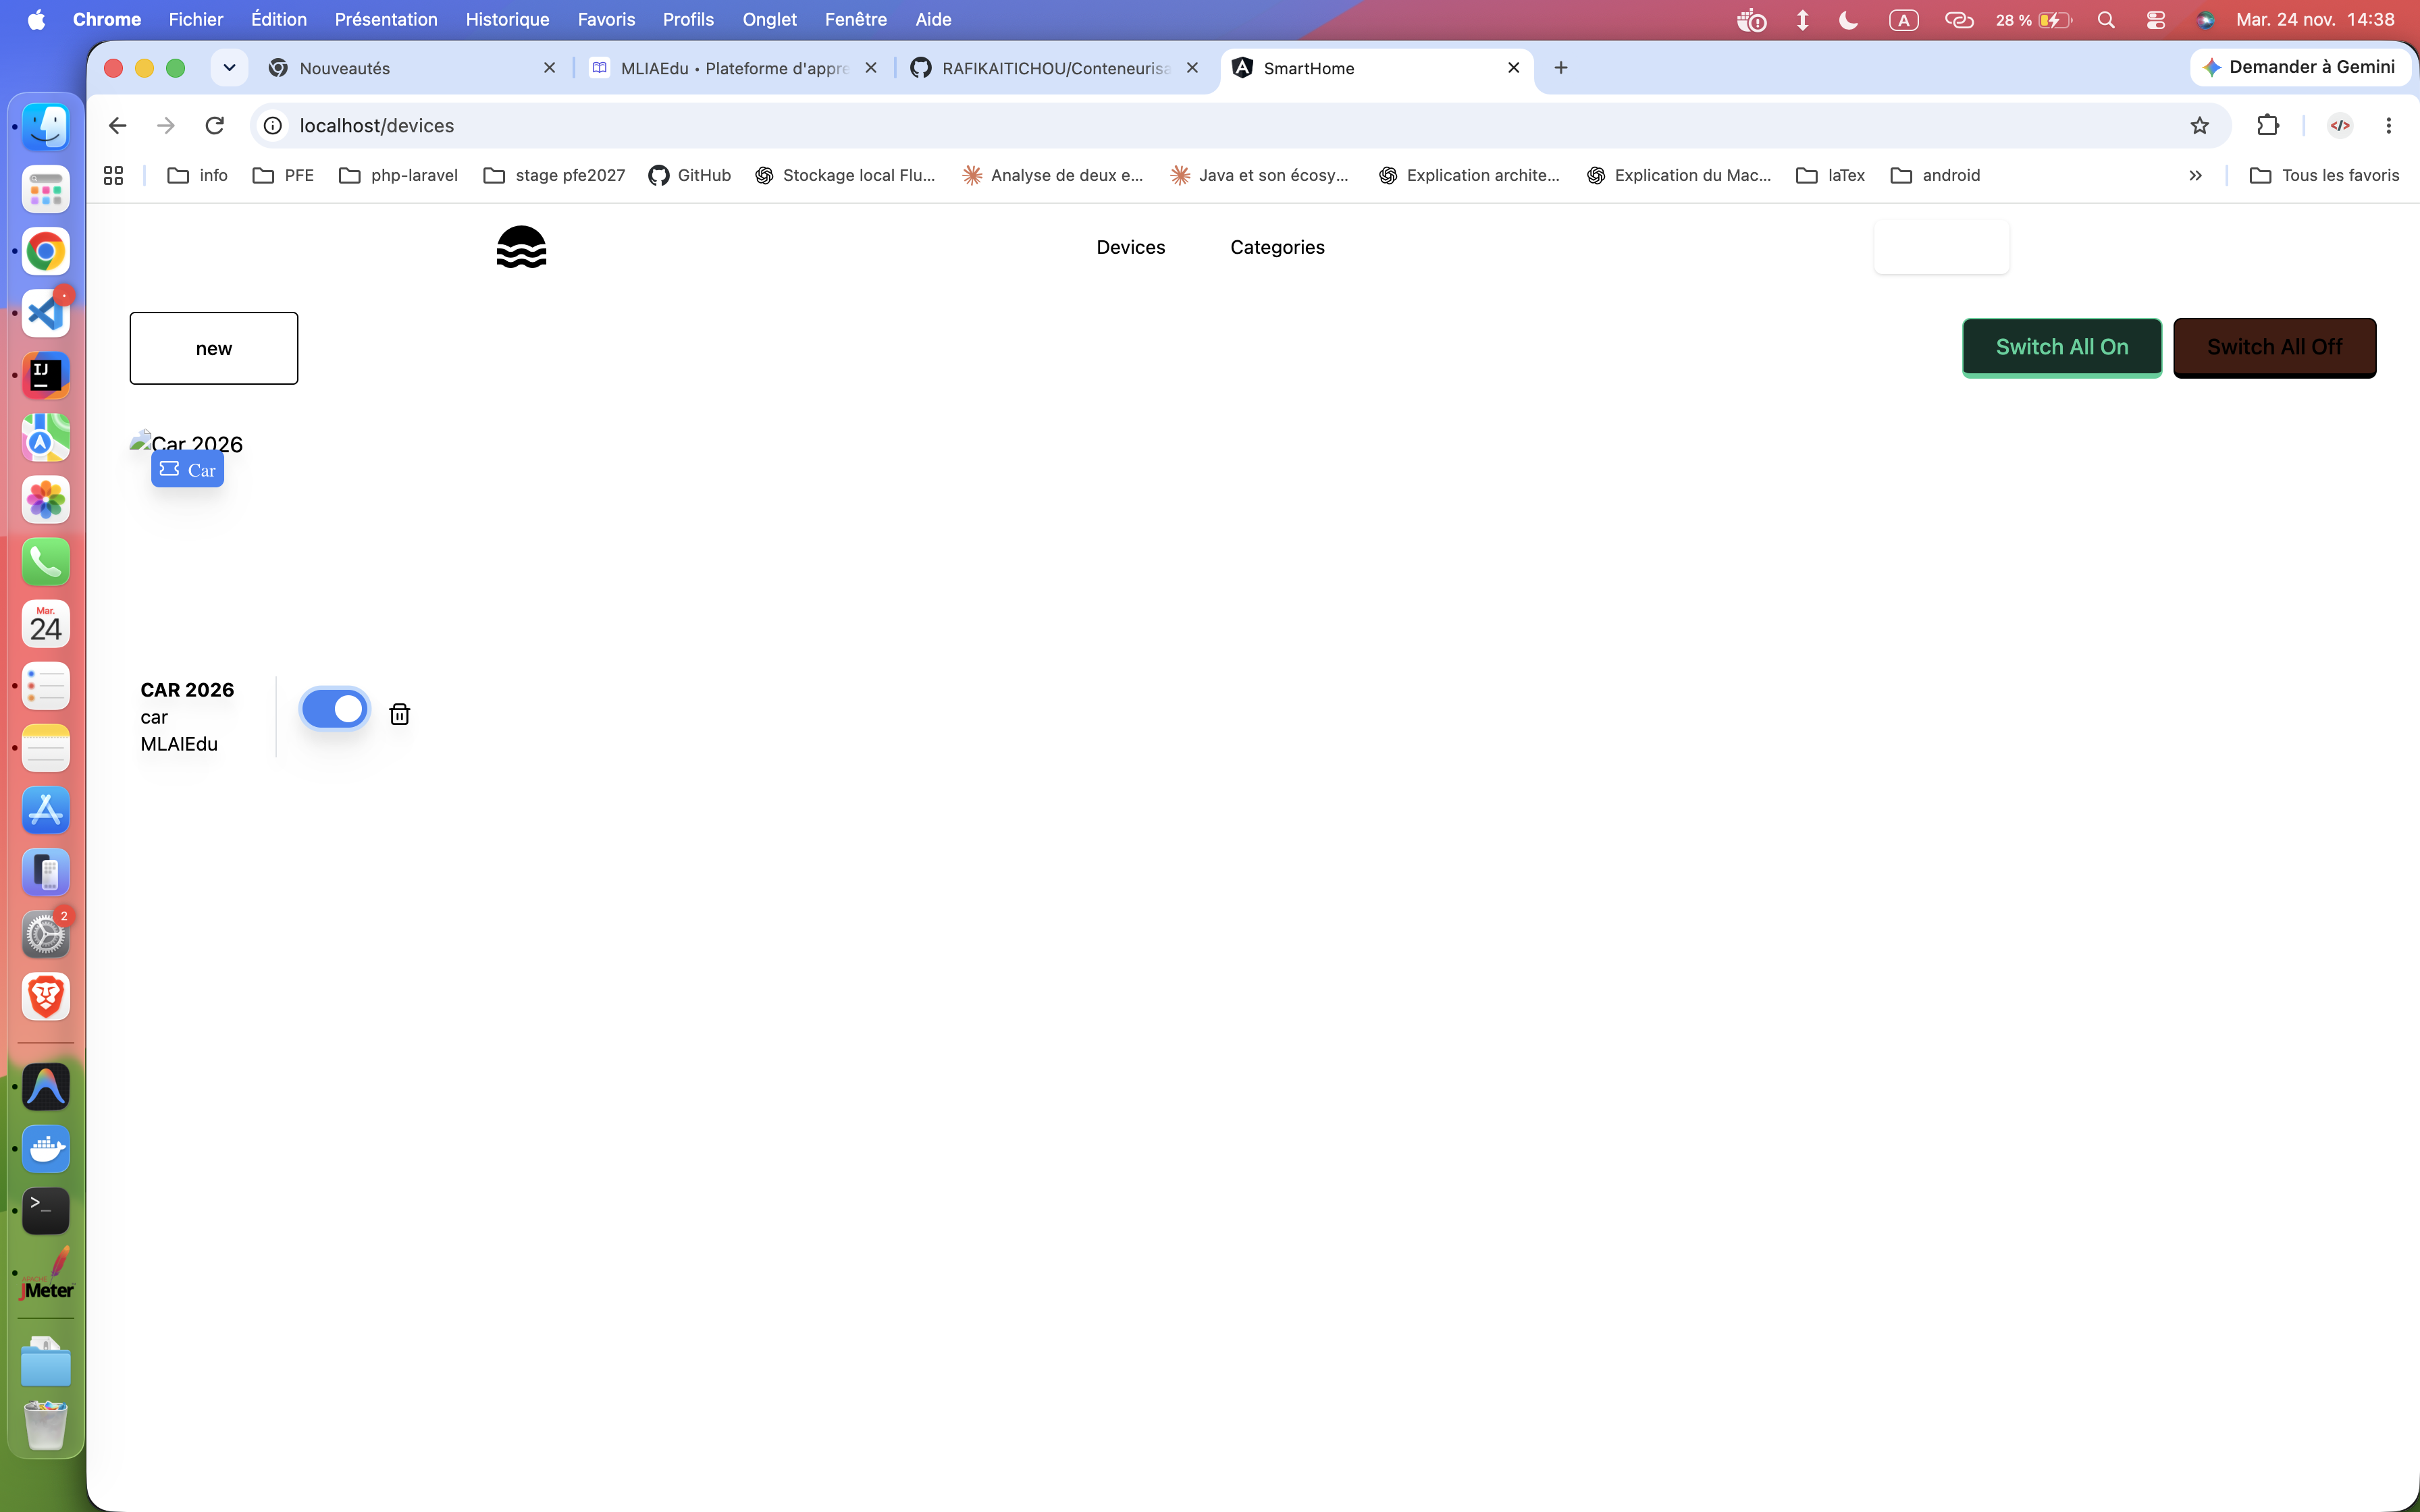 Chrome Fichier Édition Présentation Historique Favoris Profils Onglet Fenêtre Aide A 28 % Mar. 24 nov. 14:38
Nouveautés MLIAEdu • Plateforme d'appre RAFIKAITICHOU/Conteneurisa SmartHome Demander à Gemini
localhost/devices
info PFE php-laravel stage pfe2027 GitHub Stockage local Flu... Analyse de deux e... Java et son écosy... Explication archite... Explication du Mac... laTex android Tous les favoris
Devices Categories
new Switch All On Switch All Off
Car 2026
Car
CAR 2026
car
MLAIEdu
IJ
Mar.
24
2
APACHE
JMeter